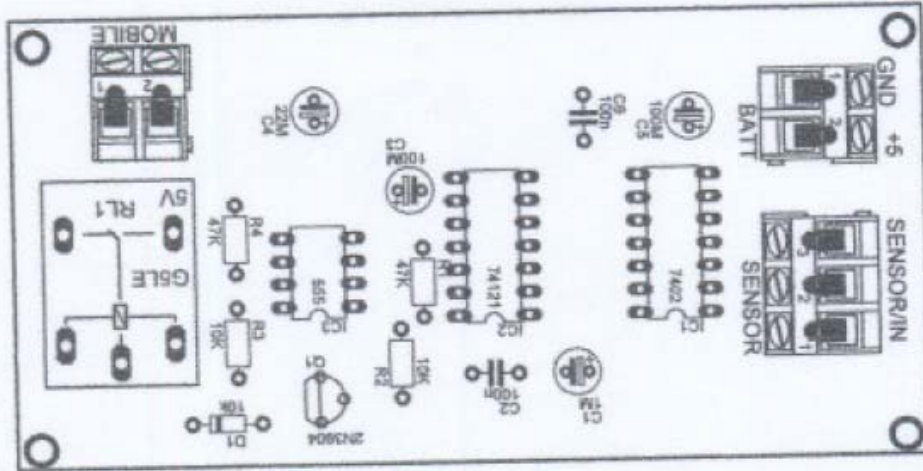 MOBILE
1
2
22M
C4
C3
100M
C6
100n
C5
100M
BATT
1
2
GND
+5
5V
RL1
G5LE
R4
47K
R3
10K
555
IC3
47K
74121
IC2
7402
IC1
SENSOR
3
2
1
SENSOR/IN
Q1
2N3904
R2
10K
C2
100n
C1
1M
10k
D1